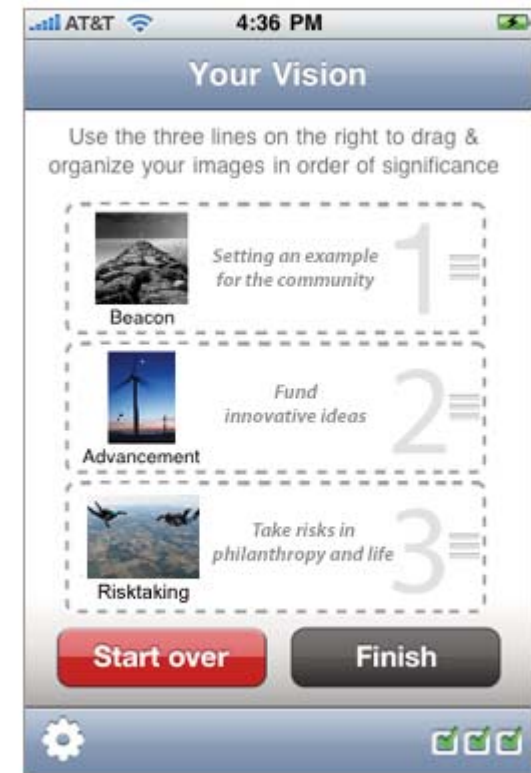 AT&T 4:36 PM
Your Vision
Use the three lines on the right to drag &
organize your images in order of significance
Setting an example
for the community
1
Beacon
Fund
innovative ideas
2
Advancement
Take risks in
philanthropy and life
3
Risktaking
Start over Finish